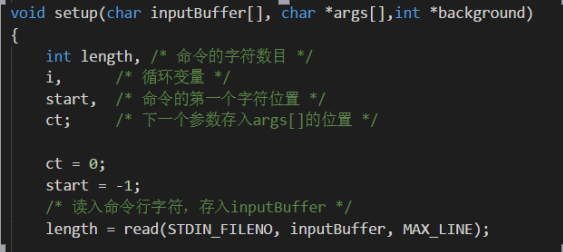 void setup(char inputBuffer[], char *args[],int *background)
{
    int length, /* 命令的字符数目 */
    i,      /* 循环变量 */
    start,  /* 命令的第一个字符位置 */
    ct;     /* 下一个参数存入args[]的位置 */

    ct = 0;
    start = -1;
    /* 读入命令行字符，存入inputBuffer */
    length = read(STDIN_FILENO, inputBuffer, MAX_LINE);